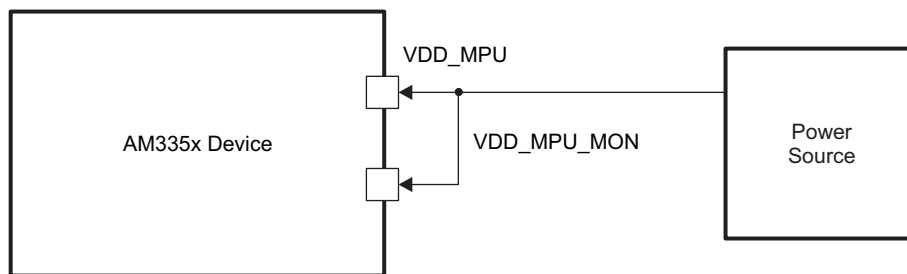 VDD_MPU
AM335x Device
VDD_MPU_MON
Power
Source